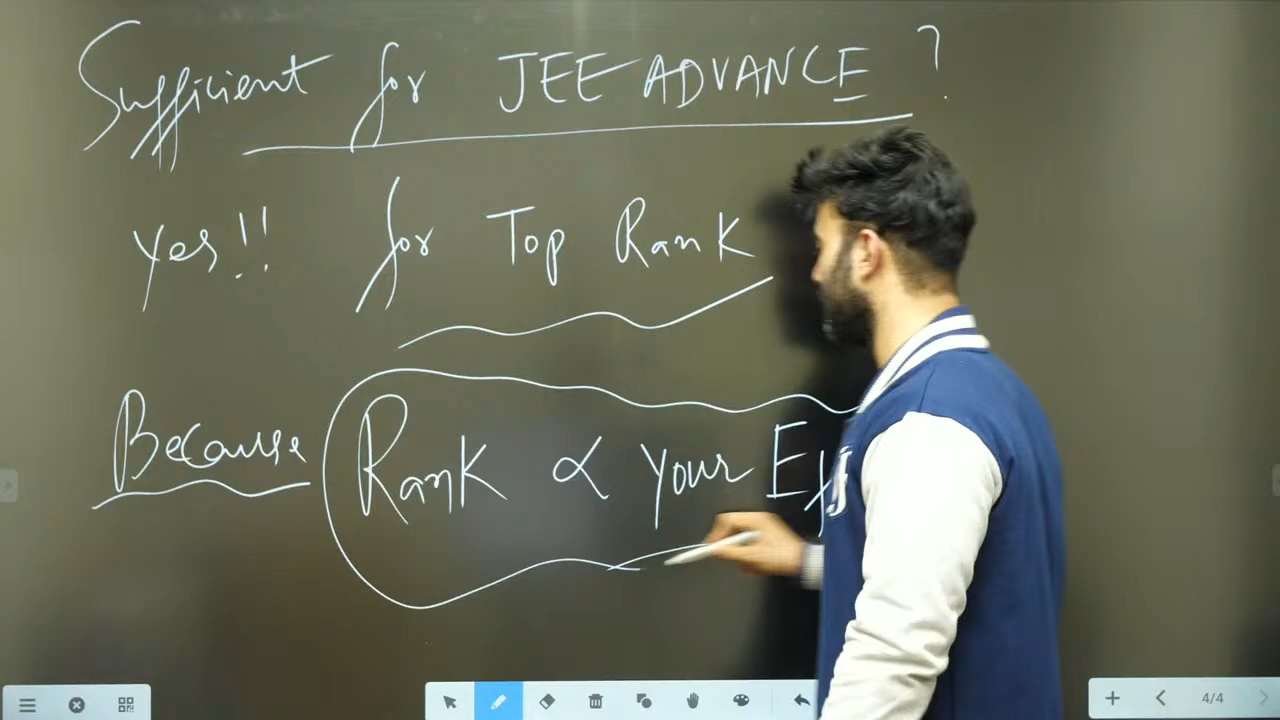 Sufficient for JEE ADVANCE ?
Yes!! for Top Rank
Because Rank ∝ Your
4/4